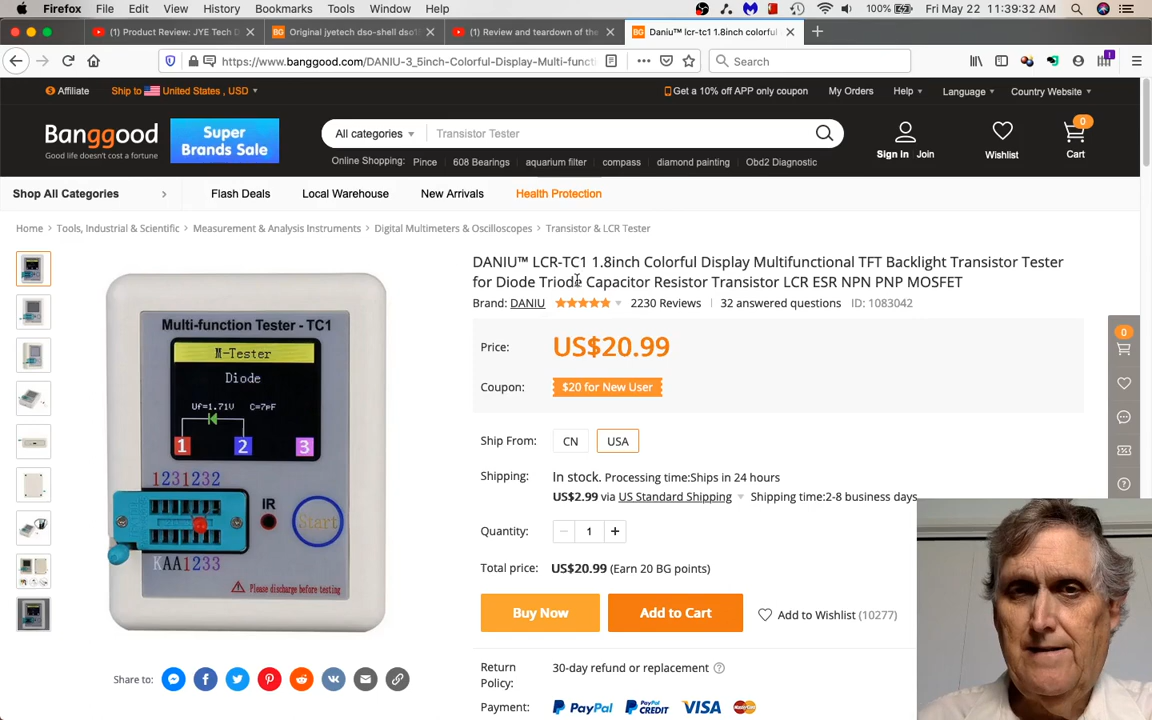 Firefox File Edit View History Bookmarks Tools Window Help 100% Fri May 22 11:39:32 AM
(1) Product Review: JYE Tech D
Original jyetech dso-shell dso1
(1) Review and teardown of the
Daniu™ lcr-tc1 1.8inch colorful
https://www.banggood.com/DANIU-3_5inch-Colorful-Display-Multi-functi
Search
Affiliate
Ship to United States , USD
Get a 10% off APP only coupon
My Orders
Help
Language
Country Website
Banggood
Good life doesn't cost a fortune
Super
Brands Sale
All categories
Transistor Tester
Online Shopping: Pince 608 Bearings aquarium filter compass diamond painting Obd2 Diagnostic
Sign In Join
Wishlist
0
Cart
Shop All Categories
Flash Deals
Local Warehouse
New Arrivals
Health Protection
Home > Tools, Industrial & Scientific > Measurement & Analysis Instruments > Digital Multimeters & Oscilloscopes > Transistor & LCR Tester
DANIU™ LCR-TC1 1.8inch Colorful Display Multifunctional TFT Backlight Transistor Tester
for Diode Triode Capacitor Resistor Transistor LCR ESR NPN PNP MOSFET
Brand: DANIU 2230 Reviews 32 answered questions ID: 1083042
Price: US$20.99
Coupon: $20 for New User
Ship From: CN USA
Shipping: In stock. Processing time:Ships in 24 hours
US$2.99 via US Standard Shipping Shipping time:2-8 business days
Quantity: 1
Total price: US$20.99 (Earn 20 BG points)
Buy Now
Add to Cart
Add to Wishlist (10277)
Return
Policy:
30-day refund or replacement
Payment: PayPal PayPal CREDIT VISA MasterCard
Multi-function Tester - TC1
M-Tester
Diode
Vf=1.71V C=7pF
1 2 3
1231232
IR
Start
KAA1233
Please discharge before testing
Share to:
0